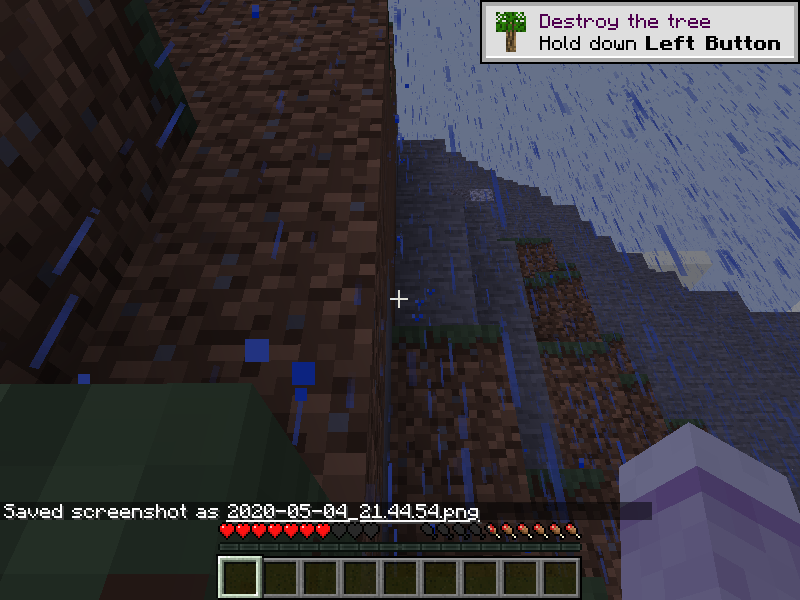 Destroy the tree
Hold down Left Button
Saved screenshot as 2020-05-04_21.44.54.png